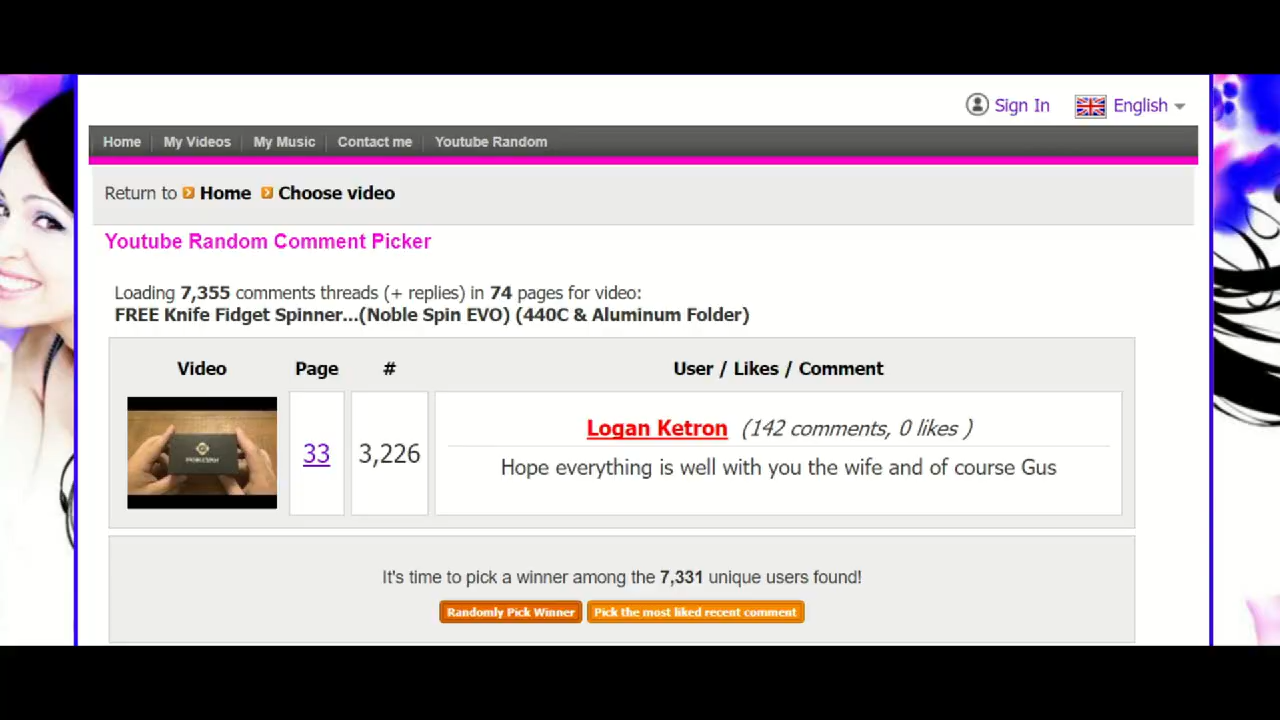 Sign In English
Home My Videos My Music Contact me Youtube Random
Return to Home Choose video
Youtube Random Comment Picker
Loading 7,355 comments threads (+ replies) in 74 pages for video:
FREE Knife Fidget Spinner...(Noble Spin EVO) (440C & Aluminum Folder)
Video Page # User / Likes / Comment
Logan Ketron (142 comments, 0 likes )
33 3,226
Hope everything is well with you the wife and of course Gus
It's time to pick a winner among the 7,331 unique users found!
Randomly Pick Winner Pick the most liked recent comment